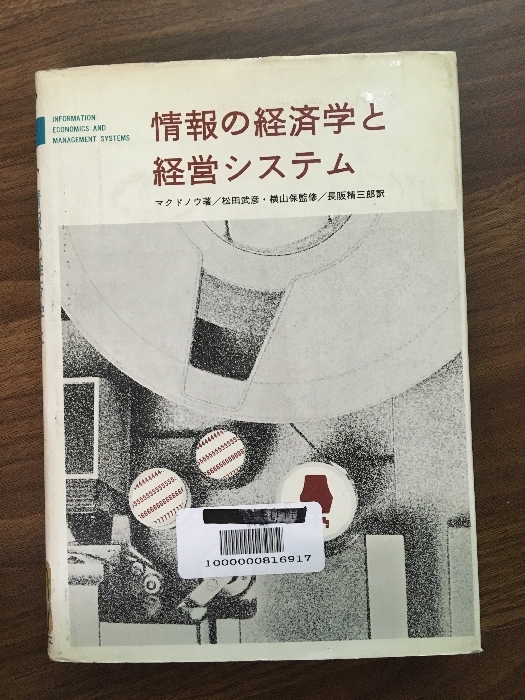 INFORMATION
ECONOMICS AND
MANAGEMENT SYSTEMS
情報の経済学と
経営システム
マクドノウ著/松田武彦・横山保監修/長阪精三郎訳
1000000816917